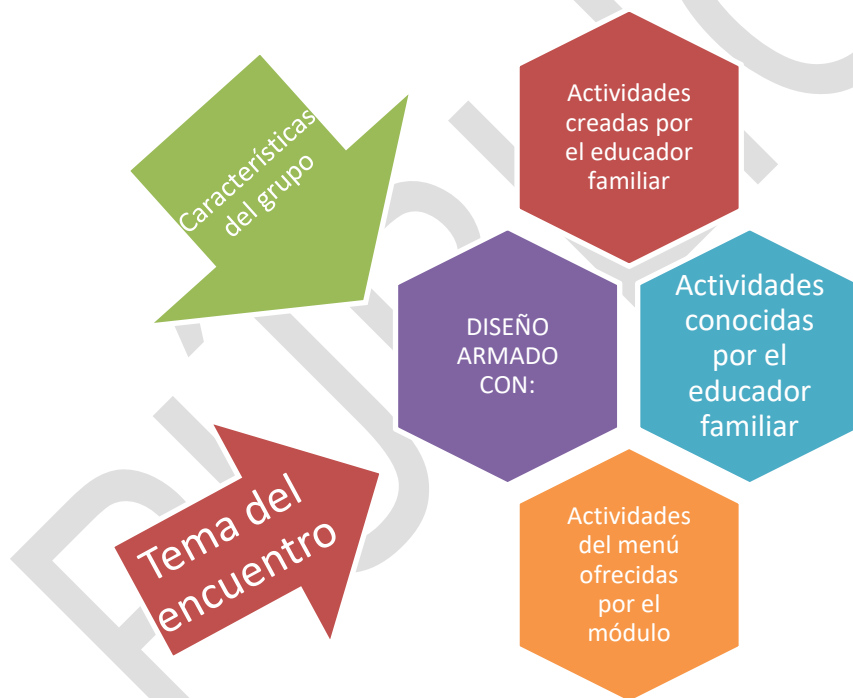 Características
del grupo
Actividades
creadas por
el educador
familiar
DISEÑO
ARMADO
CON:
Actividades
conocidas
por el
educador
familiar
Tema del
encuentro
Actividades
del menú
ofrecidas
por el
módulo